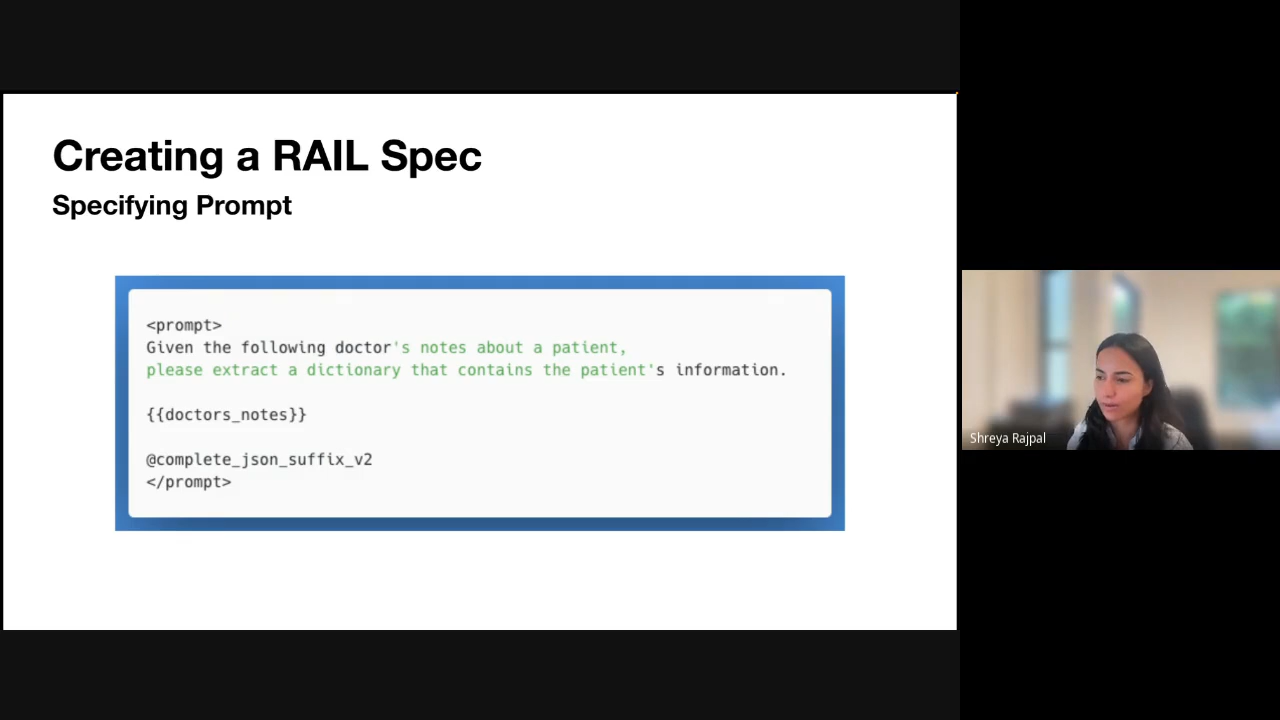 Creating a RAIL Spec
Specifying Prompt
<prompt>
Given the following doctor's notes about a patient,
please extract a dictionary that contains the patient's information.
{{doctors_notes}}
@complete_json_suffix_v2
</prompt>
Shreya Rajpal